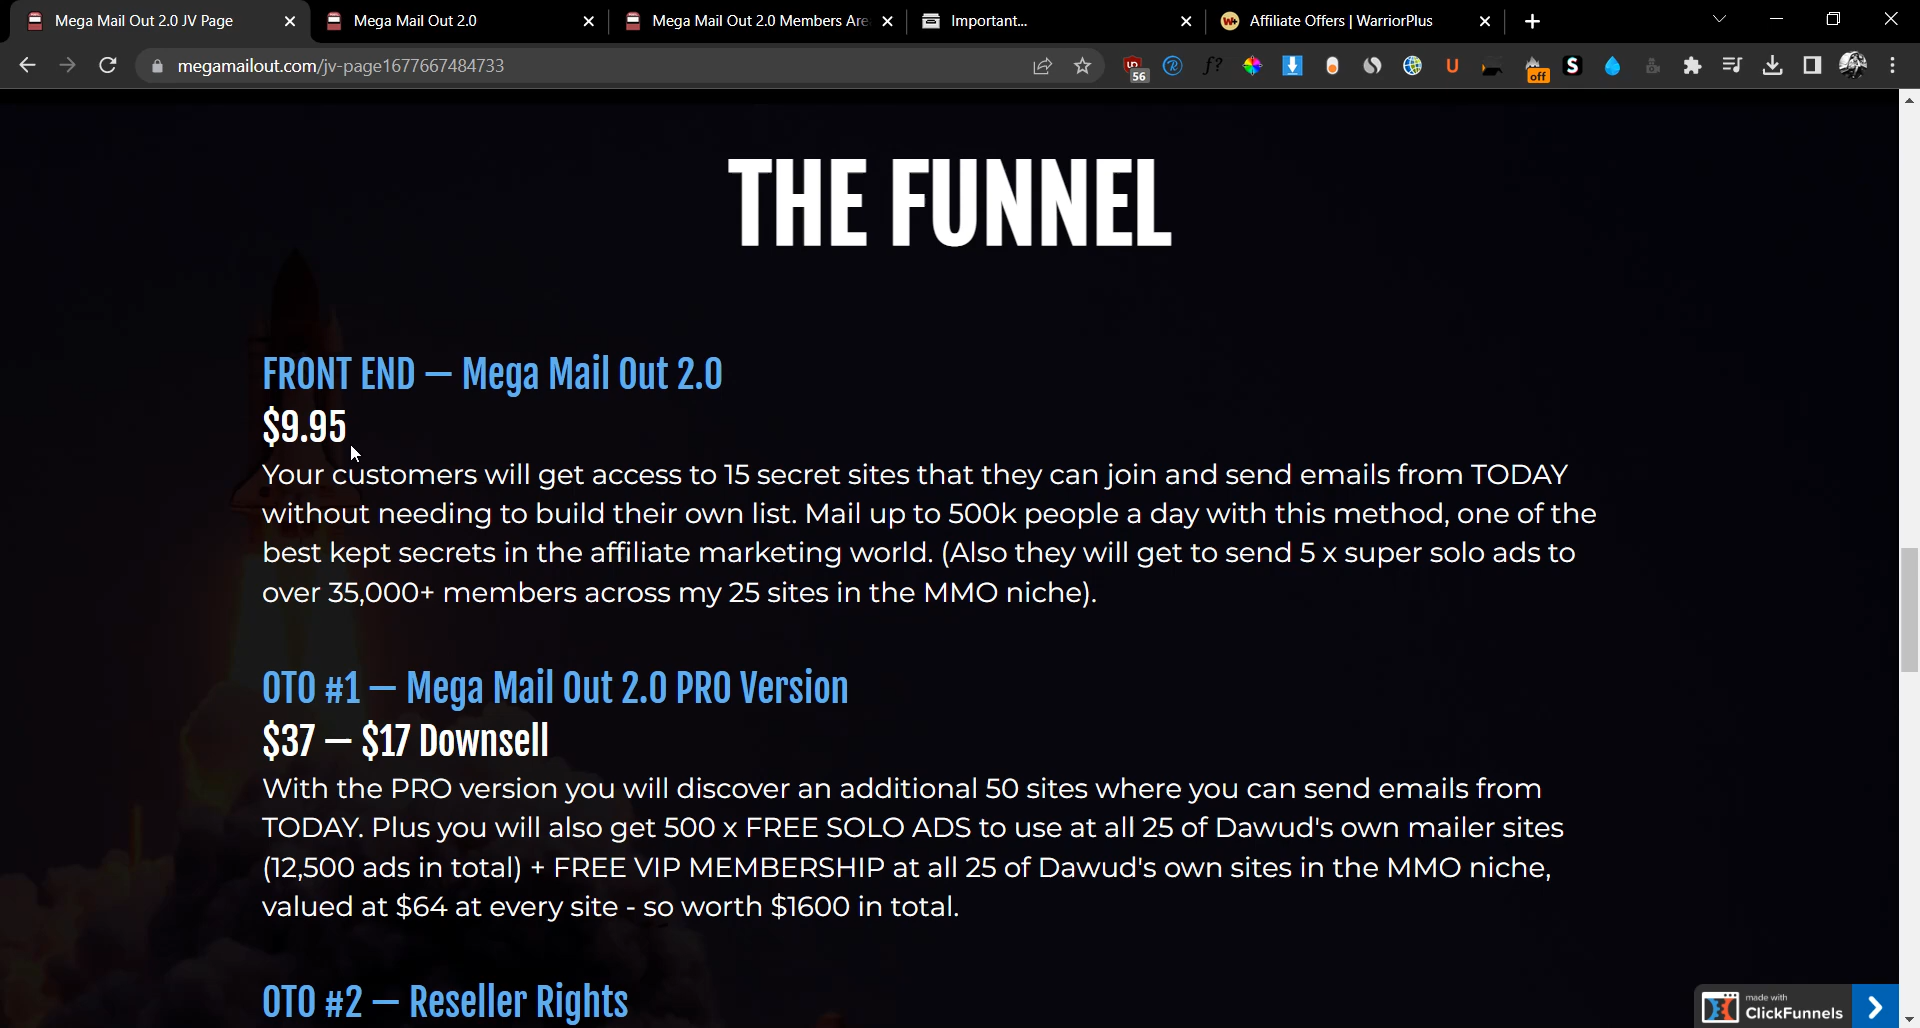 Mega Mail Out 2.0 JV Page
Mega Mail Out 2.0
Mega Mail Out 2.0 Members Are
Important...
Affiliate Offers | WarriorPlus
megamailout.com/jv-page1677667484733
56
f?
U
off
S
THE FUNNEL
FRONT END — Mega Mail Out 2.0
$9.95
Your customers will get access to 15 secret sites that they can join and send emails from TODAY
without needing to build their own list. Mail up to 500k people a day with this method, one of the
best kept secrets in the affiliate marketing world. (Also they will get to send 5 x super solo ads to
over 35,000+ members across my 25 sites in the MMO niche).
OTO #1 — Mega Mail Out 2.0 PRO Version
$37 — $17 Downsell
With the PRO version you will discover an additional 50 sites where you can send emails from
TODAY. Plus you will also get 500 x FREE SOLO ADS to use at all 25 of Dawud's own mailer sites
(12,500 ads in total) + FREE VIP MEMBERSHIP at all 25 of Dawud's own sites in the MMO niche,
valued at $64 at every site - so worth $1600 in total.
OTO #2 — Reseller Rights
made with
ClickFunnels